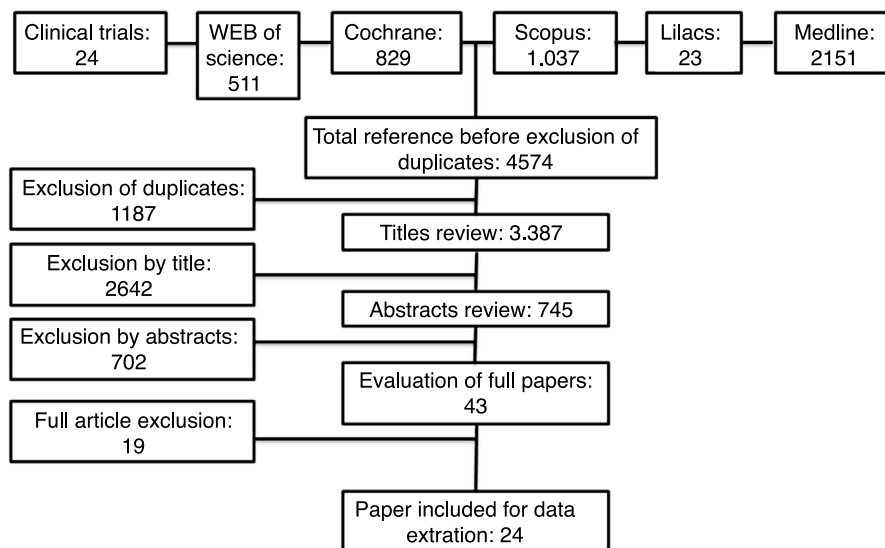 Clinical trials:
24
WEB of
science:
511
Cochrane:
829
Scopus:
1.037
Lilacs:
23
Medline:
2151
Total reference before exclusion of
duplicates: 4574
Exclusion of duplicates:
1187
Titles review: 3.387
Exclusion by title:
2642
Abstracts review: 745
Exclusion by abstracts:
702
Evaluation of full papers:
43
Full article exclusion:
19
Paper included for data
extration: 24